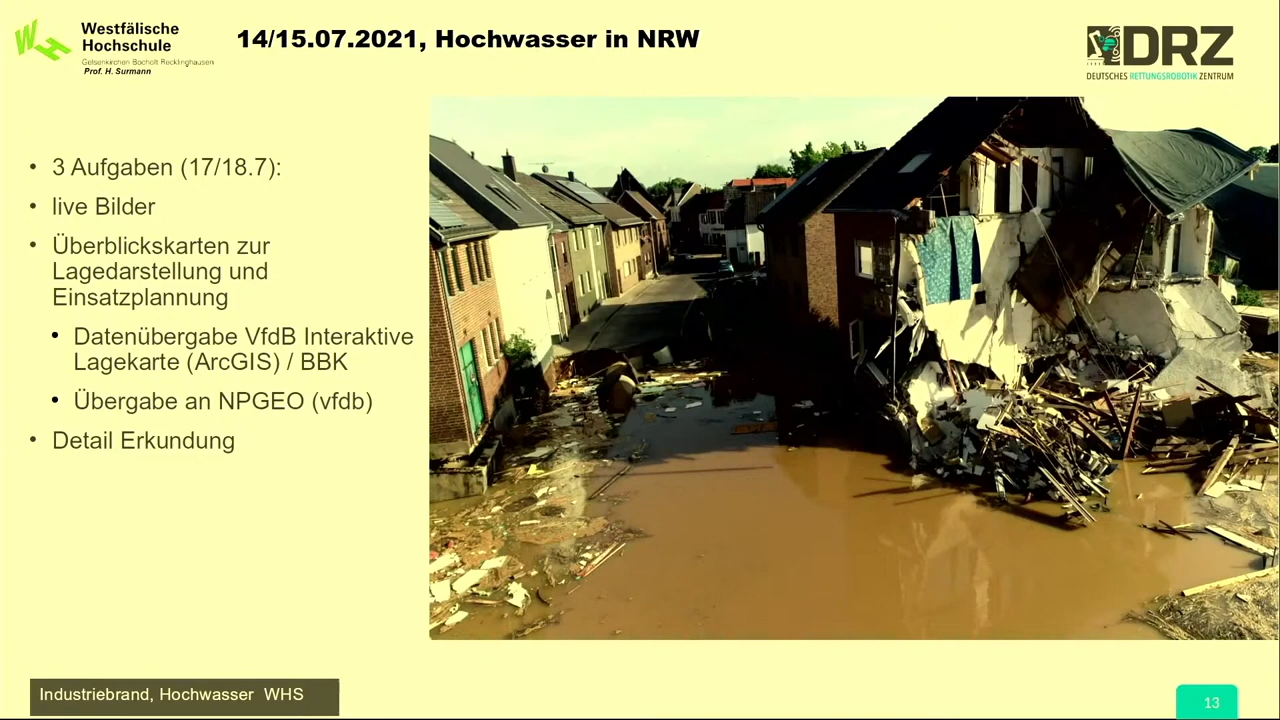 Westfälische
Hochschule
Gelsenkirchen Bocholt Recklinghausen
Prof. H. Surmann
14/15.07.2021, Hochwasser in NRW
DRZ
DEUTSCHES RETTUNGSROBOTIK ZENTRUM
• 3 Aufgaben (17/18.7):
• live Bilder
• Überblickskarten zur
Lagedarstellung und
Einsatzplannung
• Datenübergabe VfdB Interaktive
Lagekarte (ArcGIS) / BBK
• Übergabe an NPGEO (vfdb)
• Detail Erkundung
Industriebrand, Hochwasser WHS
13